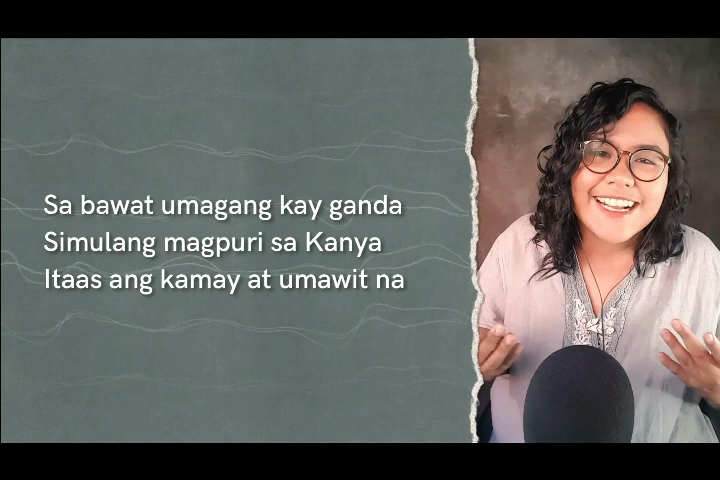 Sa bawat umagang kay ganda
Simulang magpuri sa Kanya
Itaas ang kamay at umawit na